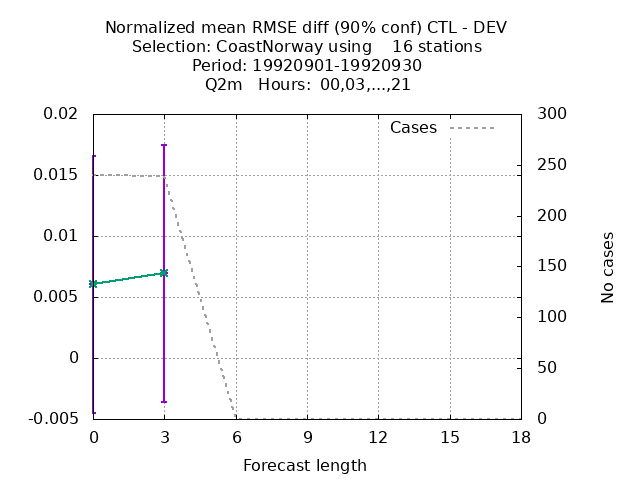 Normalized mean RMSE diff (90% conf) CTL - DEV
Selection: CoastNorway using 16 stations
Period: 19920901-19920930
Q2m Hours: 00,03,...,21
0.02
0.015
0.01
0.005
0
-0.005
Cases
300
250
200
150
100
50
0
No cases
0 3 6 9 12 15 18
Forecast length